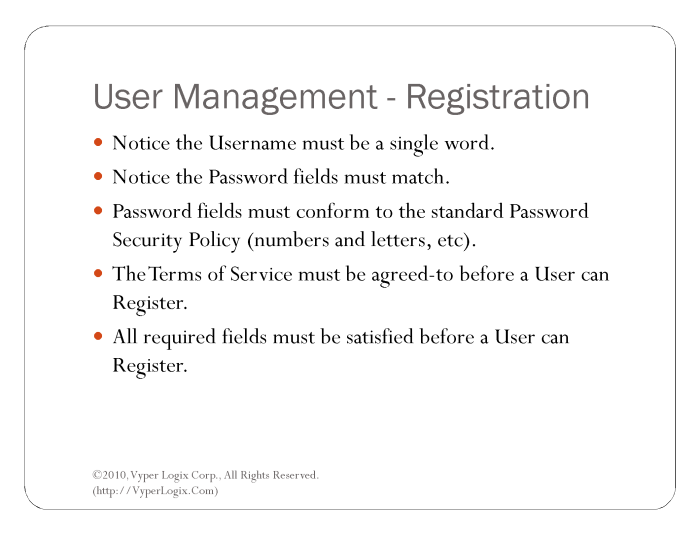 User Management - Registration
• Notice the Username must be a single word.
• Notice the Password fields must match.
• Password fields must conform to the standard Password
Security Policy (numbers and letters, etc).
• The Terms of Service must be agreed-to before a User can
Register.
• All required fields must be satisfied before a User can
Register.
©2010, Vyper Logix Corp., All Rights Reserved.
(http://VyperLogix.Com)